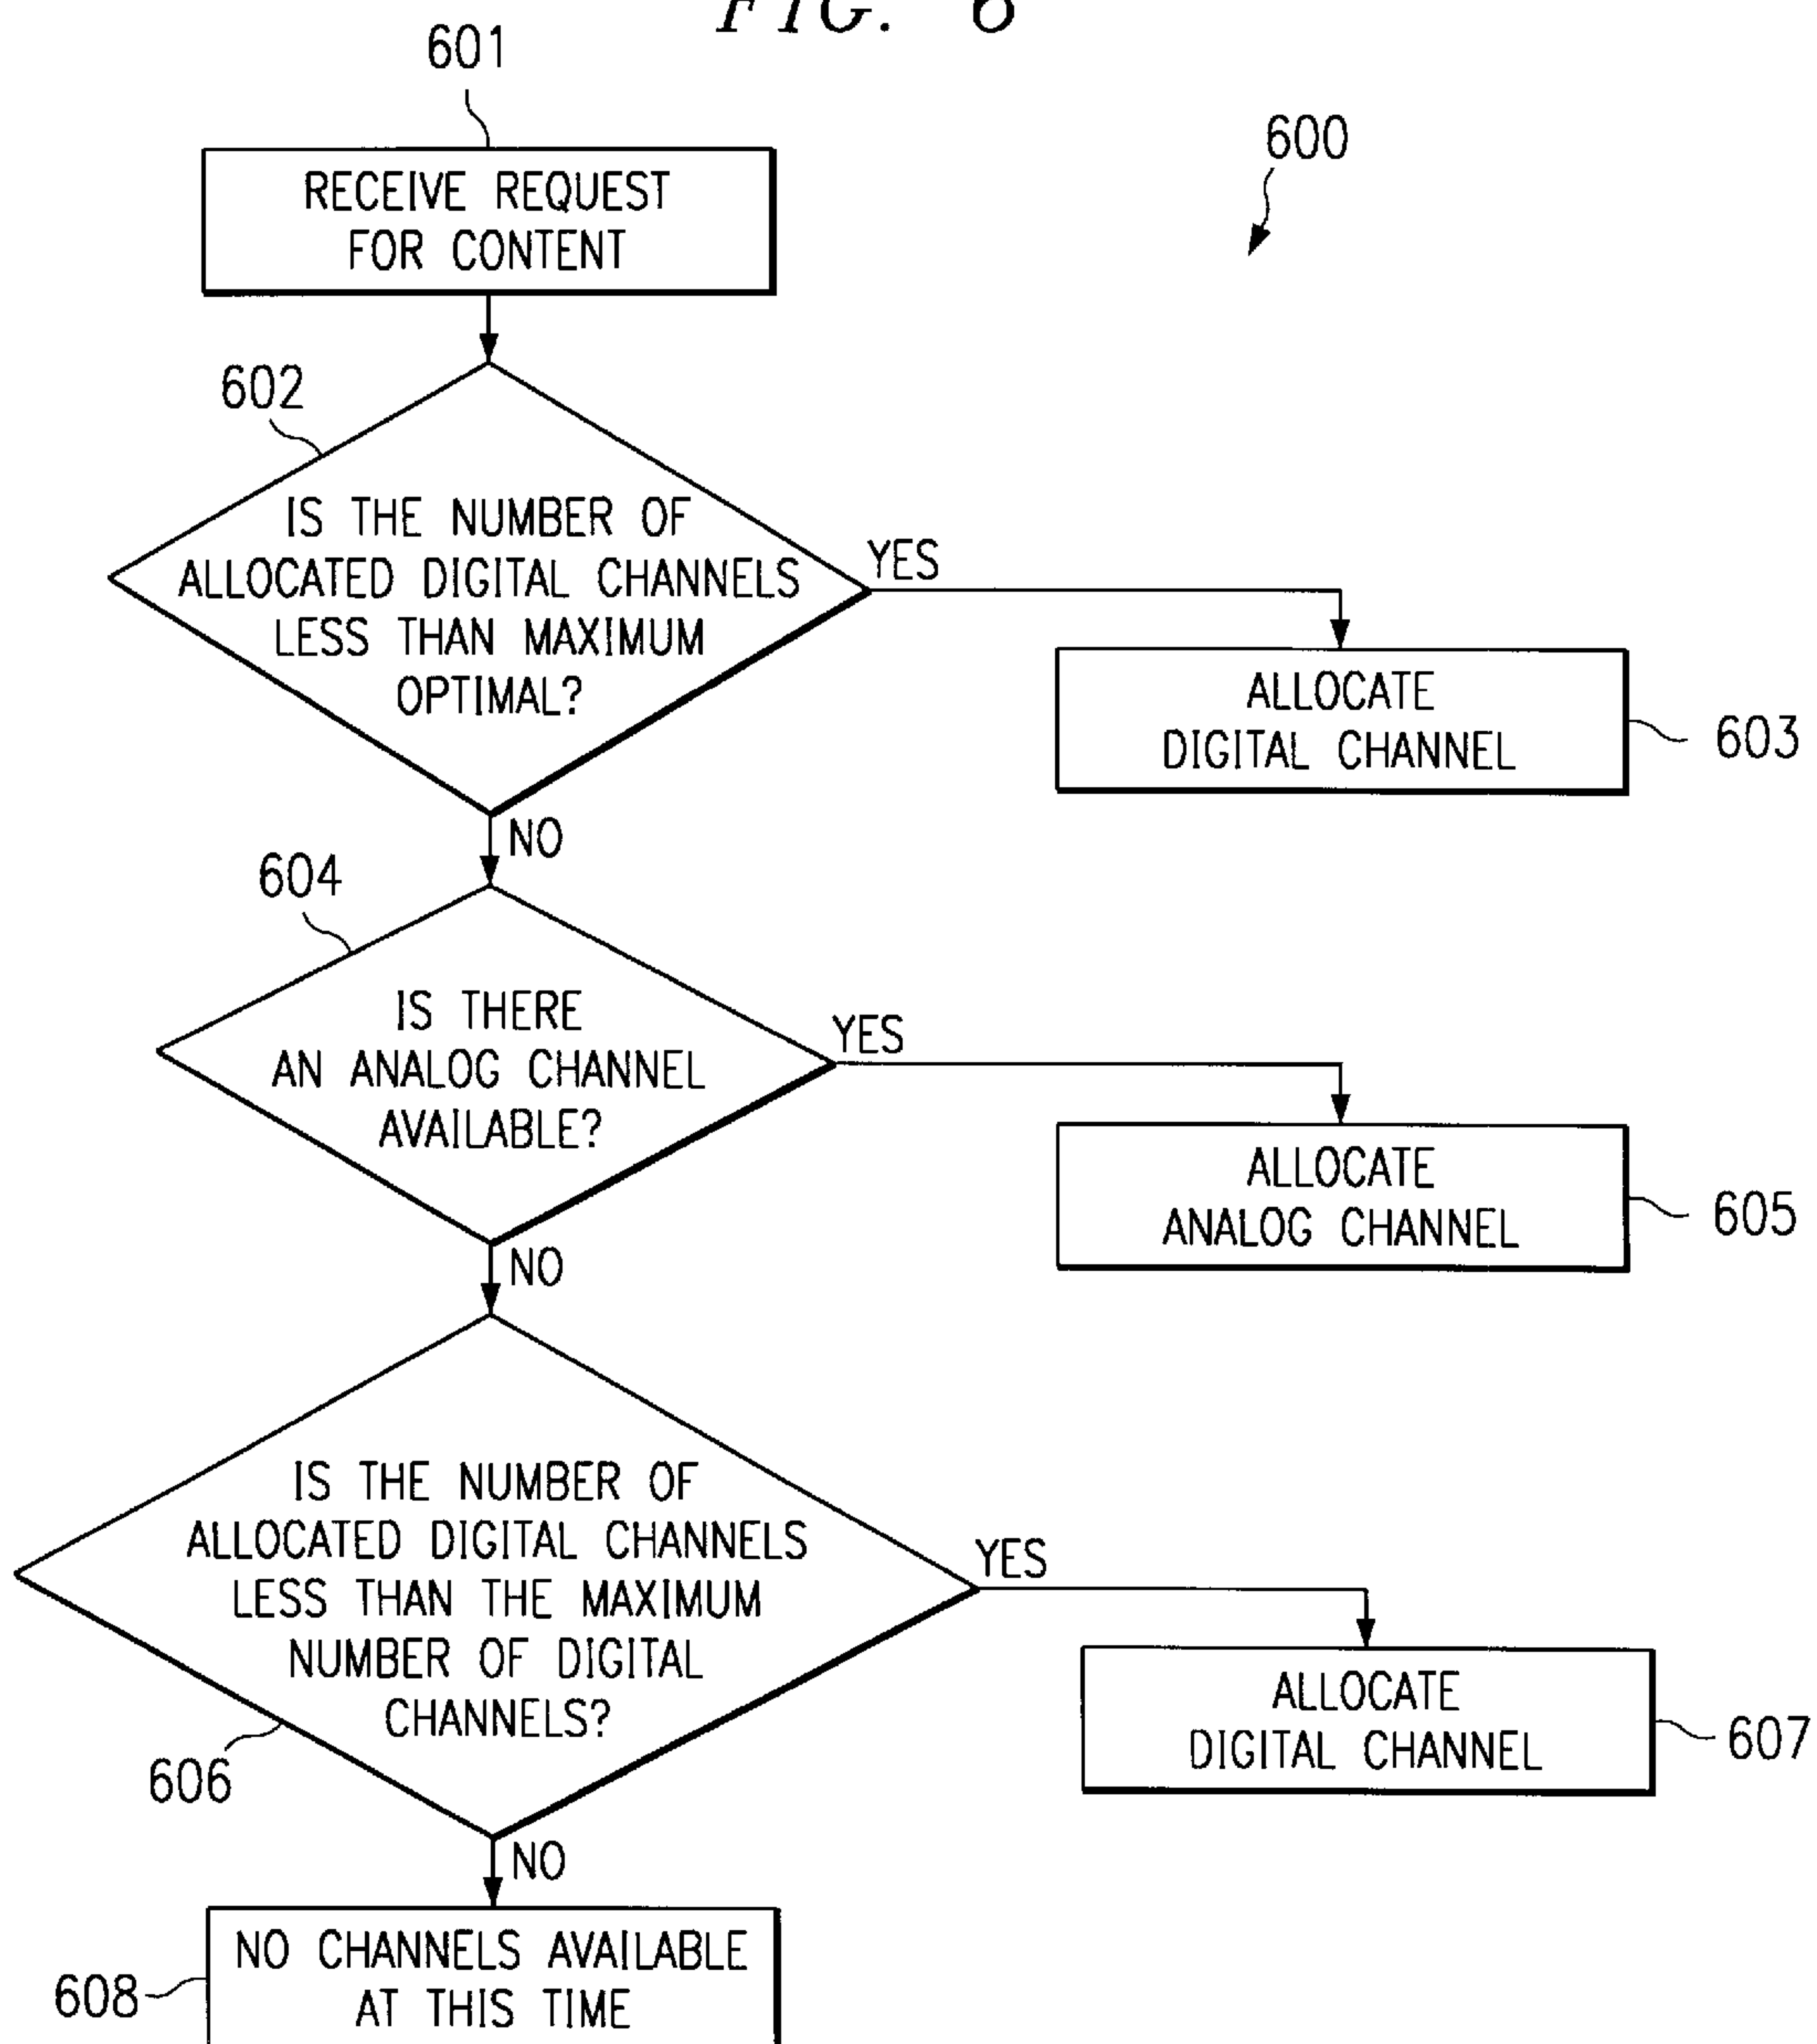 FIG. 6
601
600
RECEIVE REQUEST
FOR CONTENT
602
IS THE NUMBER OF
ALLOCATED DIGITAL CHANNELS
LESS THAN MAXIMUM
OPTIMAL?
YES
ALLOCATE
DIGITAL CHANNEL
603
NO
604
IS THERE
AN ANALOG CHANNEL
AVAILABLE?
YES
ALLOCATE
ANALOG CHANNEL
605
NO
IS THE NUMBER OF
ALLOCATED DIGITAL CHANNELS
LESS THAN THE MAXIMUM
NUMBER OF DIGITAL
CHANNELS?
YES
606
ALLOCATE
DIGITAL CHANNEL
607
NO
NO CHANNELS AVAILABLE
AT THIS TIME
608